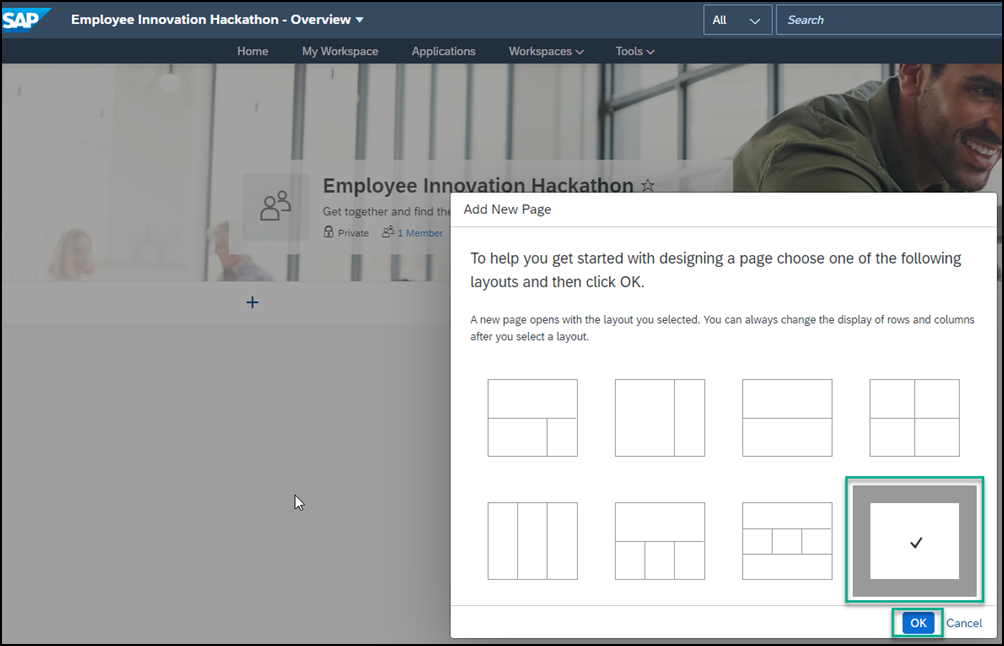 SAP
Employee Innovation Hackathon - Overview
All
Search
Home
My Workspace
Applications
Workspaces
Tools
Employee Innovation Hackathon
Get together and find the
Private
1 Member
Add New Page
To help you get started with designing a page choose one of the following
layouts and then click OK.
A new page opens with the layout you selected. You can always change the display of rows and columns
after you select a layout.
OK
Cancel